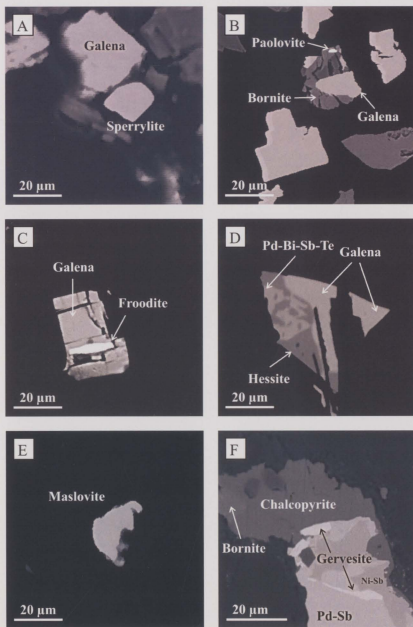 A
Galena
Sperrylite
20 µm
B
Paolovite
Bornite
Galena
20 µm
C
Galena
Froodite
20 µm
D
Pd-Bi-Sb-Te
Galena
Hessite
20 µm
E
Maslovite
20 µm
F
Chalcopyrite
Bornite
Gervesite
Ni-Sb
Pd-Sb
20 µm